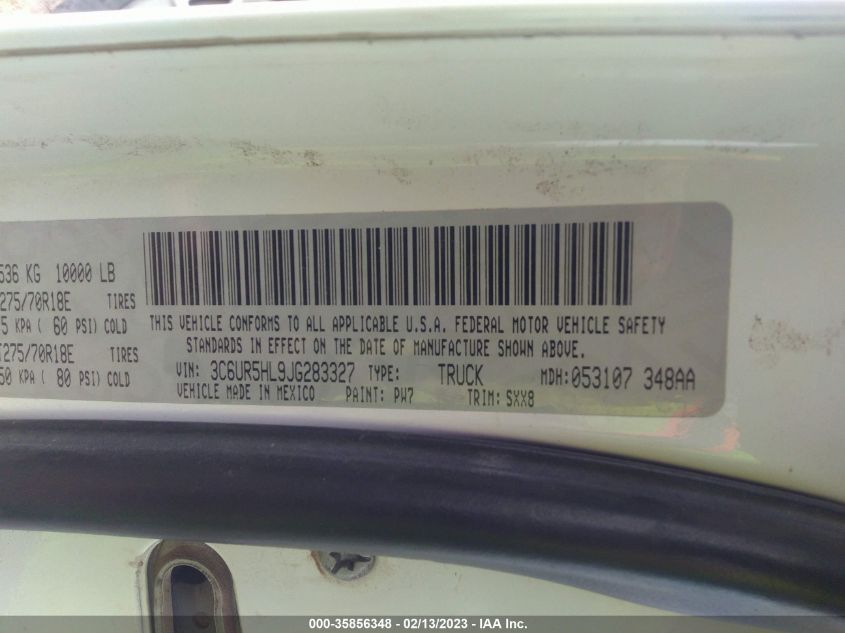 536 KG 10000 LB
275/70R18E TIRES
5 KPA ( 60 PSI) COLD
T275/70R18E TIRES
50 KPA ( 80 PSI) COLD
THIS VEHICLE CONFORMS TO ALL APPLICABLE U.S.A. FEDERAL MOTOR VEHICLE SAFETY
STANDARDS IN EFFECT ON THE DATE OF MANUFACTURE SHOWN ABOVE.
VIN: 3C6UR5HL9JG283327 TYPE: TRUCK MDH:053107 348AA
VEHICLE MADE IN MEXICO PAINT: PW7 TRIM: SXX8
000-35856348 — 02/13/2023 — IAA Inc.